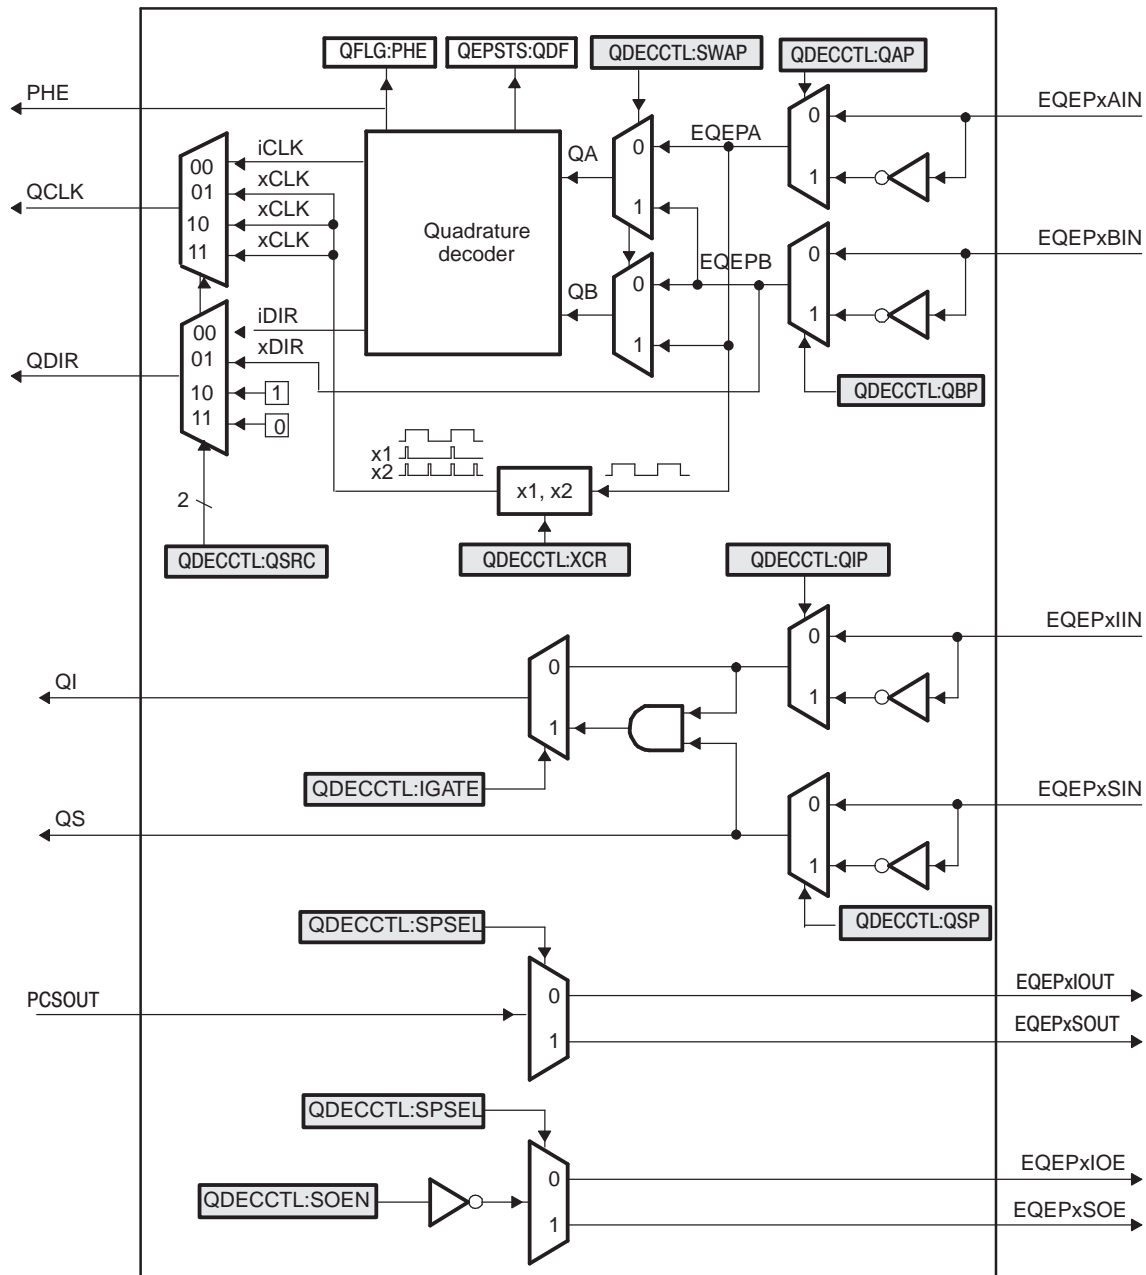 QFLG:PHE
QEPSTS:QDF
QDECCTL:SWAP
QDECCTL:QAP
PHE
EQEPxAIN
00
01
10
11
iCLK
xCLK
xCLK
xCLK
QCLK
Quadrature
decoder
QA
QB
0
1
0
1
EQEPA
EQEPB
0
1
EQEPxBIN
0
1
QDECCTL:QBP
iDIR
xDIR
00
01
10
11
1
0
QDIR
x1
x2
x1, x2
2
QDECCTL:QSRC
QDECCTL:XCR
QDECCTL:QIP
EQEPxIIN
0
1
QI
0
1
QDECCTL:IGATE
EQEPxSIN
0
1
QS
QDECCTL:QSP
QDECCTL:SPSEL
PCSOUT
0
1
EQEPxIOUT
EQEPxSOUT
QDECCTL:SPSEL
QDECCTL:SOEN
0
1
EQEPxIOE
EQEPxSOE